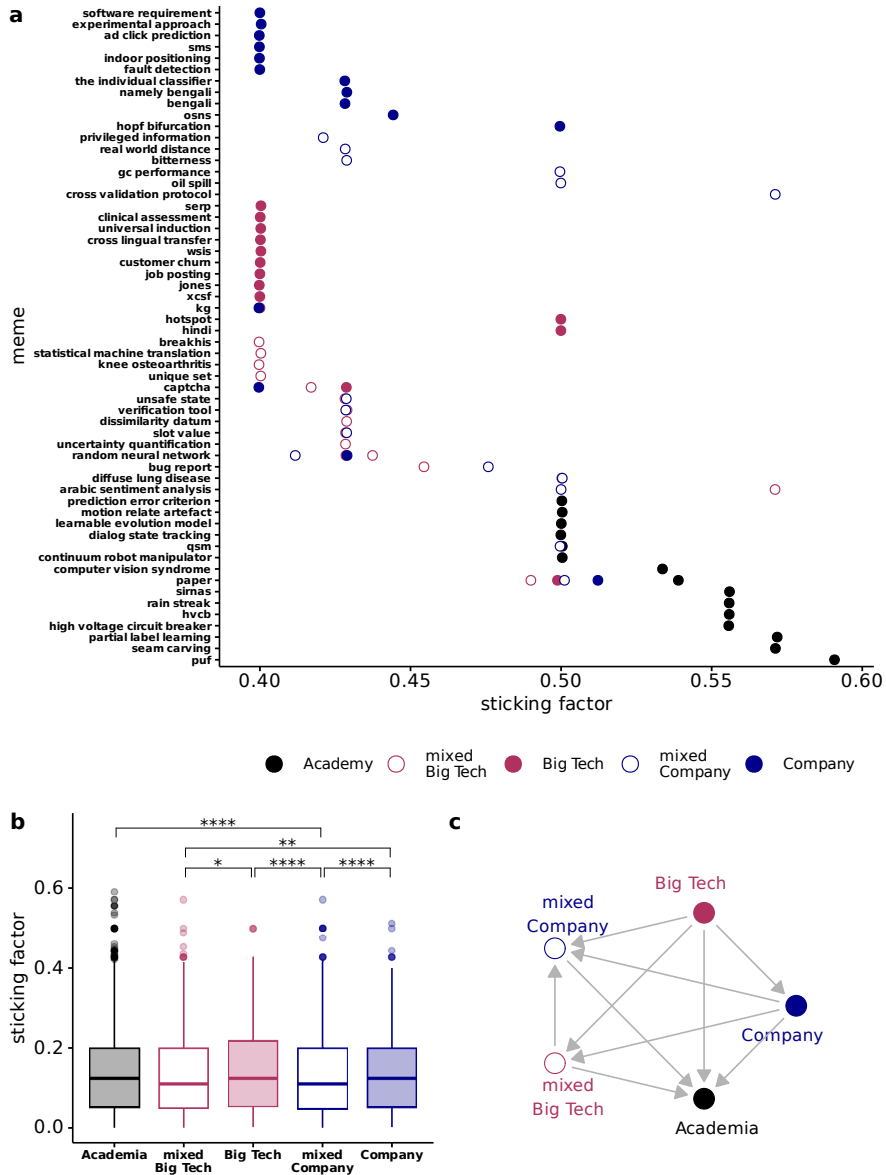 a
software requirement
experimental approach
ad click prediction
sms
indoor positioning
fault detection
the individual classifier
namely bengali
bengali
osns
hopf bifurcation
privileged information
real world distance
bitterness
gc performance
oil spill
cross validation protocol
serp
clinical assessment
universal induction
cross lingual transfer
wsis
customer churn
job posting
jones
xcsf
kg
hotspot
hindi
breakhis
statistical machine translation
knee osteoarthritis
unique set
captcha
unsafe state
verification tool
dissimilarity datum
slot value
uncertainty quantification
random neural network
bug report
diffuse lung disease
arabic sentiment analysis
prediction error criterion
motion relate artefact
learnable evolution model
dialog state tracking
qsm
continuum robot manipulator
computer vision syndrome
paper
sirnas
rain streak
hvcb
high voltage circuit breaker
partial label learning
seam carving
puf
meme
0.40 0.45 0.50 0.55 0.60
sticking factor
Academy
mixed
Big Tech
Big Tech
mixed
Company
Company
b
****
**
* **** ****
0.6
0.4
0.2
0.0
sticking factor
Academia
mixed
Big Tech
Big Tech
mixed
Company
Company
c
Big Tech
mixed
Company
Company
mixed
Big Tech
Academia